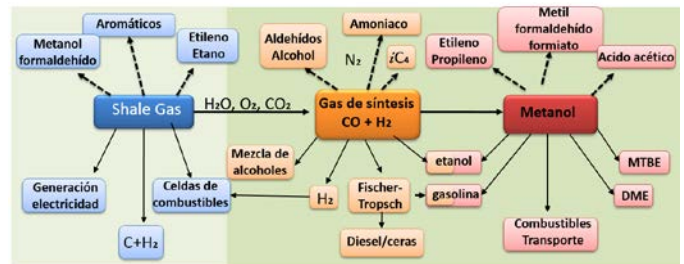 Aromáticos
Metanol
formaldehído
Etileno
Etano
Shale Gas
H₂O, O₂, CO₂
Generación
electricidad
C+H₂
Celdas de
combustibles
Aldehídos
Alcohol
Amoniaco
N₂
iC₄
Gas de síntesis
CO + H₂
Mezcla de
alcoholes
H₂
Fischer-
Tropsch
Diesel/ceras
etanol
gasolina
Etileno
Propileno
Metil
formaldehído
formiato
Acido acético
Metanol
MTBE
DME
Combustibles
Transporte